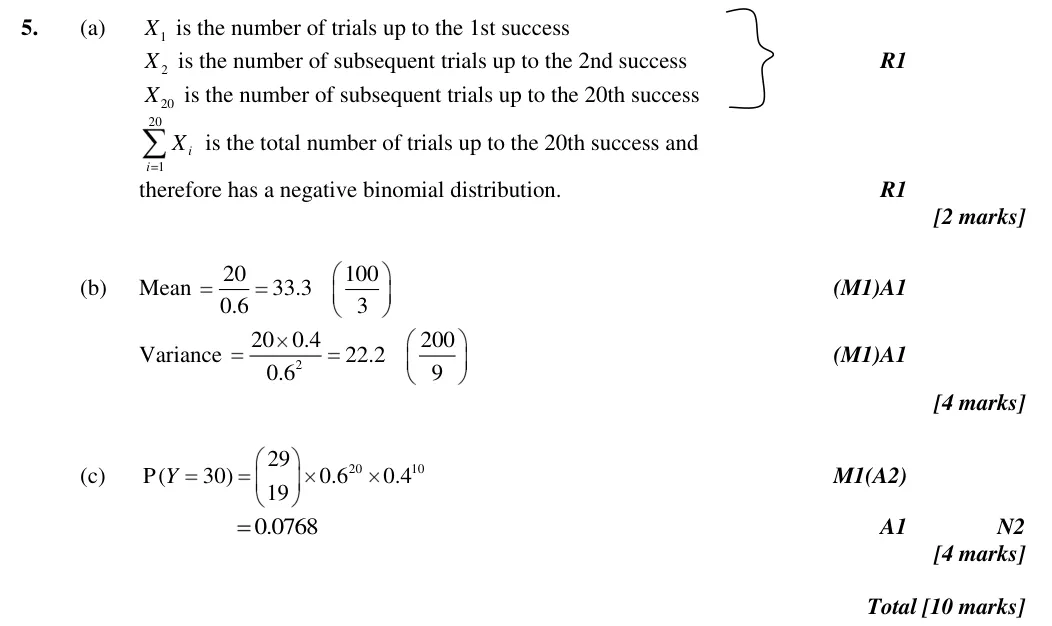 5. (a) X₁ is the number of trials up to the 1st success
X₂ is the number of subsequent trials up to the 2nd success R1
X₂₀ is the number of subsequent trials up to the 20th success
∑_{i=1}^{20} X_i is the total number of trials up to the 20th success and
therefore has a negative binomial distribution. R1
[2 marks]
(b) Mean = 20/0.6 = 33.3 (100/3) (M1)A1
Variance = (20×0.4)/0.6² = 22.2 (200/9) (M1)A1
[4 marks]
(c) P(Y = 30) = (29 19) × 0.6²⁰ × 0.4¹⁰ M1(A2)
= 0.0768 A1 N2
[4 marks]
Total [10 marks]